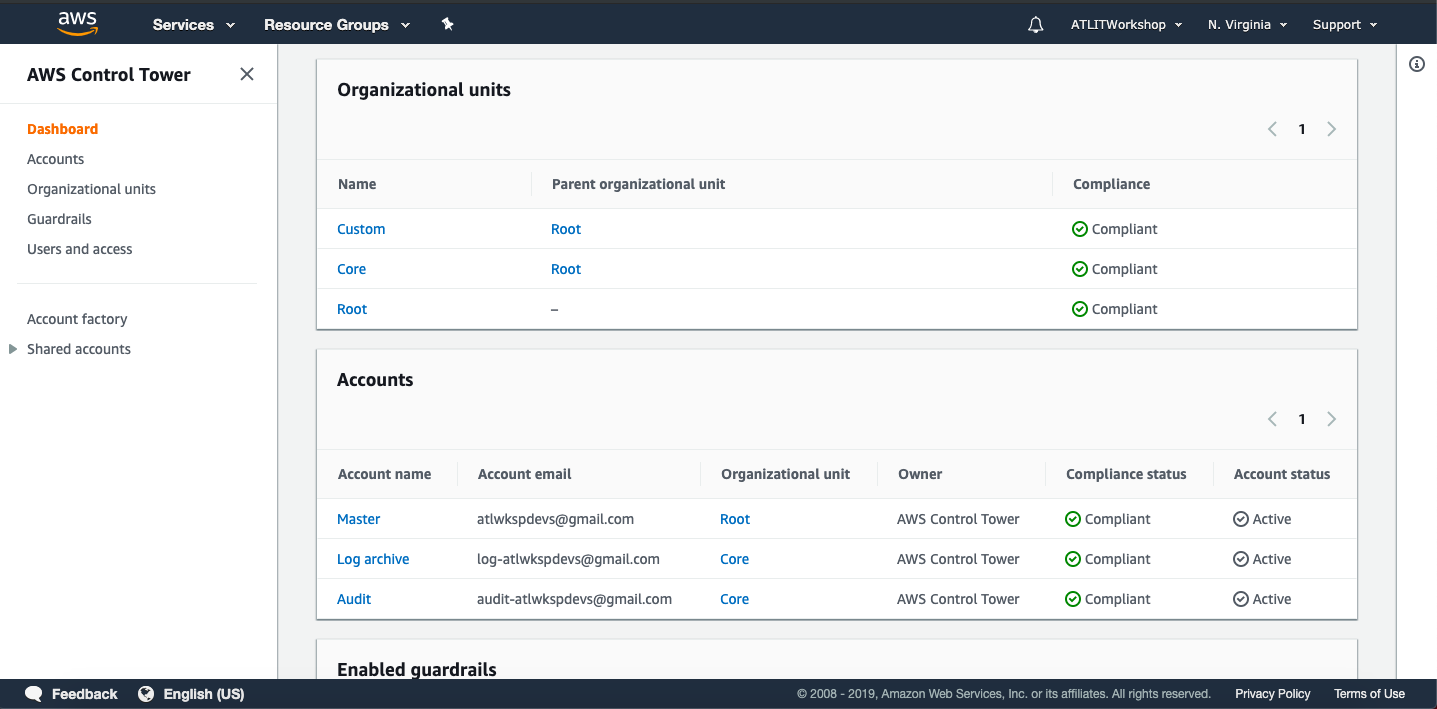 aws Services Resource Groups ATLITWorkshop N. Virginia Support
AWS Control Tower
Dashboard
Accounts
Organizational units
Guardrails
Users and access
Account factory
Shared accounts
Organizational units
1
Name Parent organizational unit Compliance
Custom Root Compliant
Core Root Compliant
Root – Compliant
Accounts
1
Account name Account email Organizational unit Owner Compliance status Account status
Master atlwkspdevs@gmail.com Root AWS Control Tower Compliant Active
Log archive log-atlwkspdevs@gmail.com Core AWS Control Tower Compliant Active
Audit audit-atlwkspdevs@gmail.com Core AWS Control Tower Compliant Active
Enabled guardrails
Feedback English (US) © 2008 - 2019, Amazon Web Services, Inc. or its affiliates. All rights reserved. Privacy Policy Terms of Use